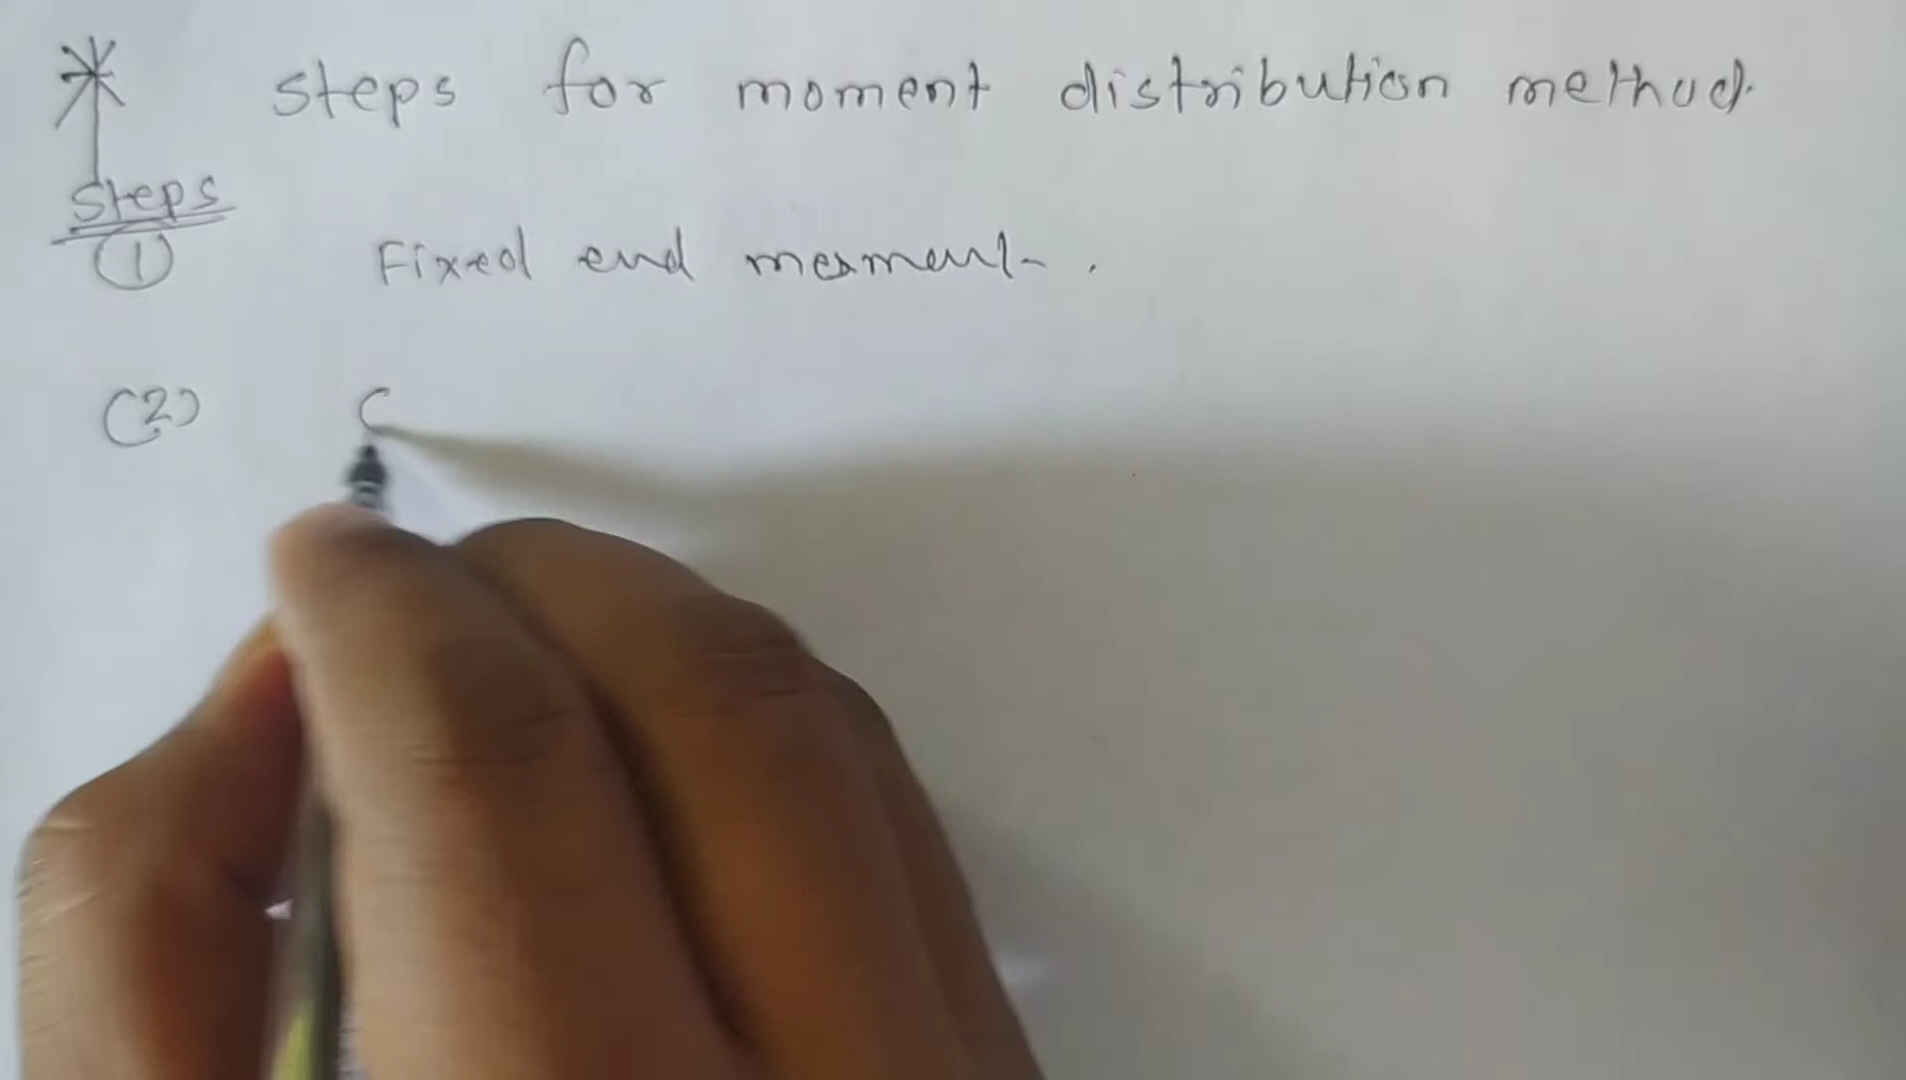 steps for moment distribution method.
Steps
1 Fixed end moment.
(2) C